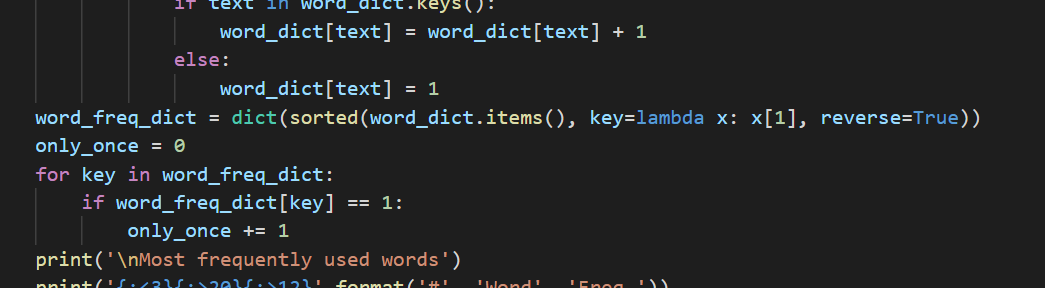 if text in word_dict.keys():
word_dict[text] = word_dict[text] + 1
else:
word_dict[text] = 1
word_freq_dict = dict(sorted(word_dict.items(), key=lambda x: x[1], reverse=True))
only_once = 0
for key in word_freq_dict:
if word_freq_dict[key] == 1:
only_once += 1
print('\nMost frequently used words')
print('{:<3}{:>20}{:>12}'.format('#', 'Word', 'Freq.'))